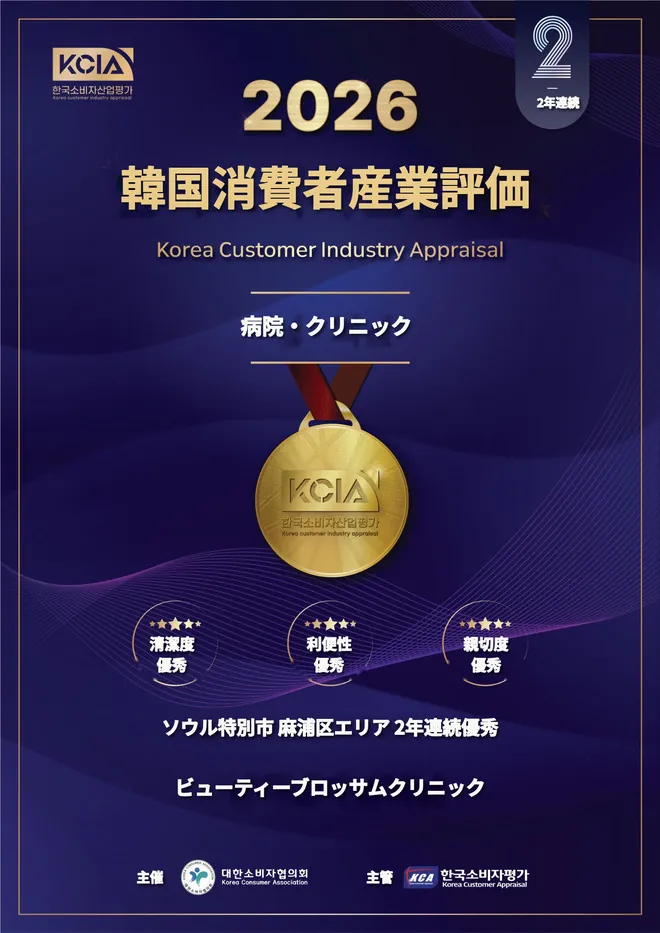 KCIA
한국소비자산업평가
Korea customer industry appraisal
2
2年連続
2026
韓国消費者産業評価
Korea Customer Industry Appraisal
病院・クリニック
KCIA
한국소비자산업평가
Korea customer industry appraisal
清潔度
優秀
利便性
優秀
親切度
優秀
ソウル特別市 麻浦区エリア 2年連続優秀
ビューティーブロッサムクリニック
主催
대한소비자협의회
Korea Consumer Association
主管
KCA
한국소비자평가
Korea Customer Appraisal